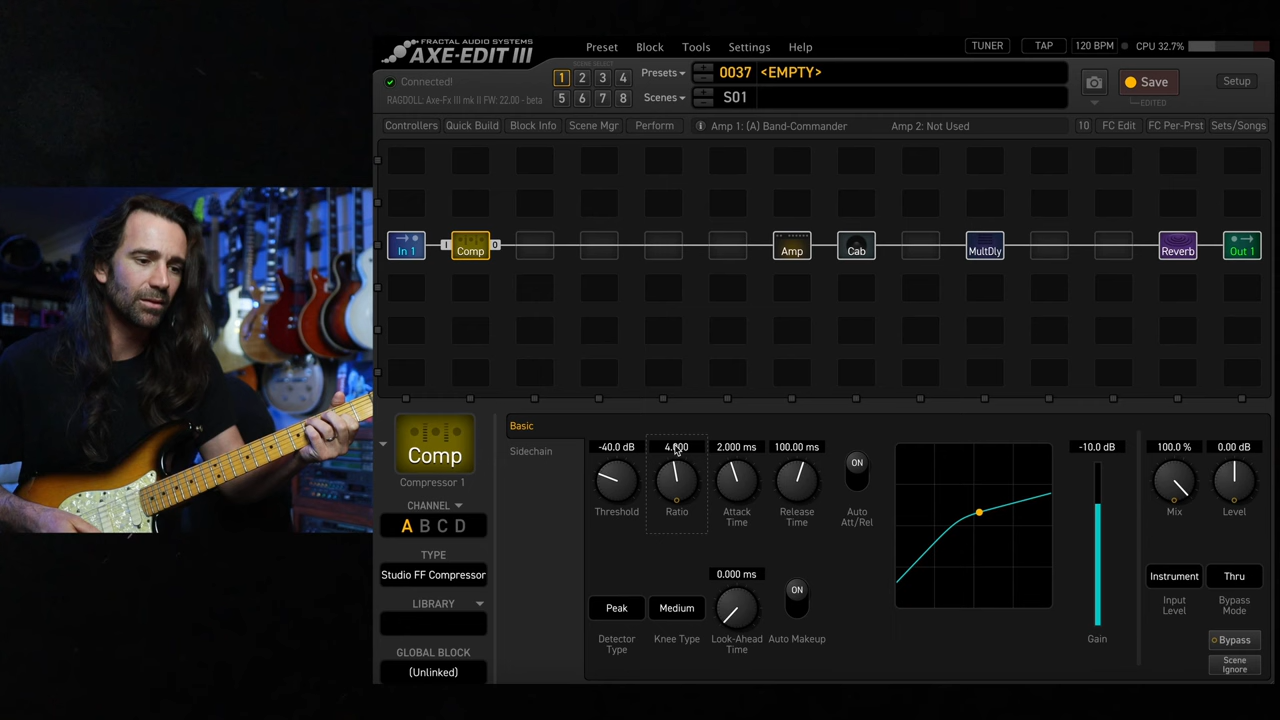 FRACTAL AUDIO SYSTEMS
AXE-EDIT III
Preset Block Tools Settings Help
TUNER TAP 120 BPM CPU 32.7%
Connected!
RAGDOLL: Axe-Fx III mk II FW: 22.00 - beta
SCENE SELECT
1 2 3 4
5 6 7 8
Presets 0037 <EMPTY>
Scenes S01
Save
EDITED
Setup
Controllers Quick Build Block Info Scene Mgr Perform Amp 1: (A) Band-Commander Amp 2: Not Used 10 FC Edit FC Per-Prst Sets/Songs
In 1 I Comp O Amp Cab MultDly Reverb Out 1
Comp
Compressor 1
CHANNEL
A B C D
TYPE
Studio FF Compressor
LIBRARY
GLOBAL BLOCK
(Unlinked)
Basic
Sidechain
-40.0 dB 4.000 2.000 ms 100.00 ms ON -10.0 dB 100.0 % 0.00 dB
Threshold Ratio Attack Time Release Time Auto Att/Rel Mix Level
0.000 ms ON
Peak Medium Instrument Thru
Detector Type Knee Type Look-Ahead Time Auto Makeup Gain Input Level Bypass Mode
Bypass
Scene Ignore